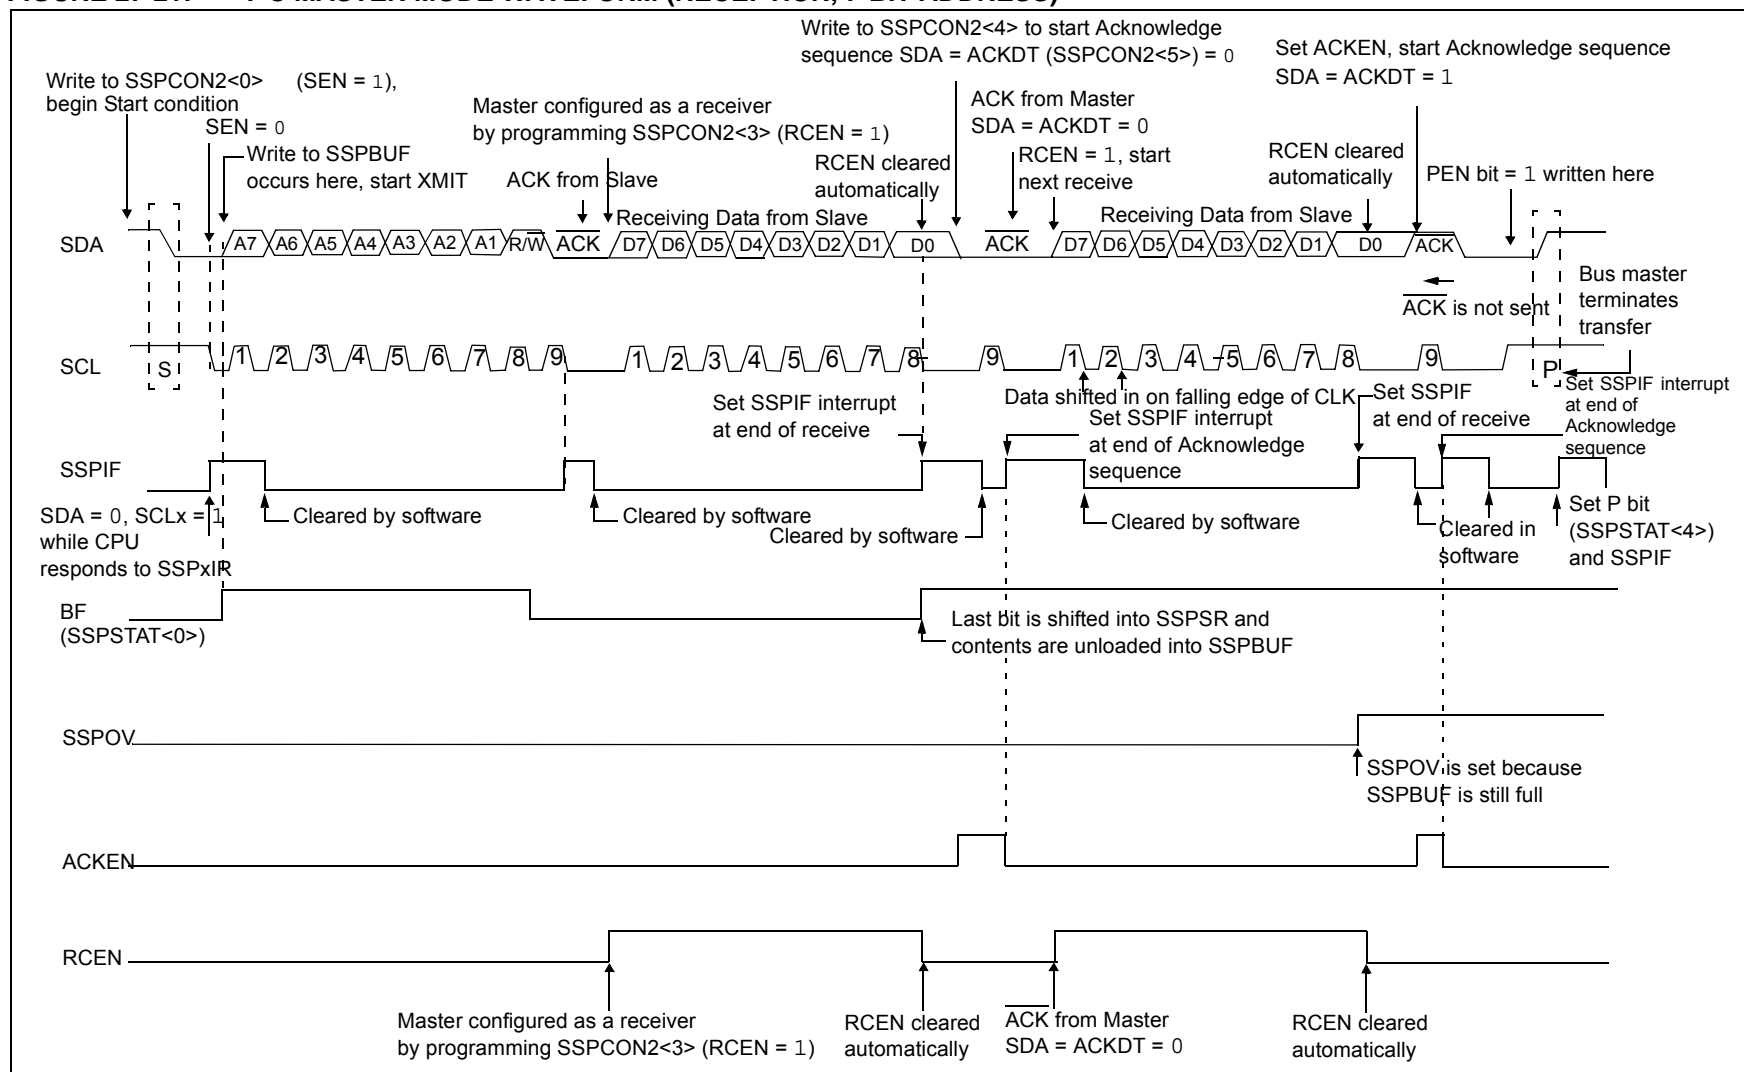 Write to SSPCON2<4> to start Acknowledge
sequence SDA = ACKDT (SSPCON2<5>) = 0
Set ACKEN, start Acknowledge sequence
SDA = ACKDT = 1
Write to SSPCON2<0> (SEN = 1),
begin Start condition
Master configured as a receiver
by programming SSPCON2<3> (RCEN = 1)
ACK from Master
SDA = ACKDT = 0
SEN = 0
Write to SSPBUF
occurs here, start XMIT
RCEN cleared
automatically
RCEN = 1, start
next receive
RCEN cleared
automatically
PEN bit = 1 written here
ACK from Slave
Receiving Data from Slave
Receiving Data from Slave
SDA
A7 A6 A5 A4 A3 A2 A1 R/W ACK D7 D6 D5 D4 D3 D2 D1 D0 ACK D7 D6 D5 D4 D3 D2 D1 D0 ACK
Bus master
terminates
transfer
ACK is not sent
SCL
S 1 2 3 4 5 6 7 8 9 1 2 3 4 5 6 7 8 9 1 2 3 4 5 6 7 8 9 P
Data shifted in on falling edge of CLK
Set SSPIF interrupt
at end of receive
Set SSPIF interrupt
at end of Acknowledge
sequence
Set SSPIF
at end of receive
Set SSPIF interrupt
at end of
Acknowledge
sequence
SSPIF
SDA = 0, SCLx = 1
while CPU
responds to SSPxIR
Cleared by software
Cleared by software
Cleared by software
Cleared by software
Cleared in
software
Set P bit
(SSPSTAT<4>)
and SSPIF
BF
(SSPSTAT<0>)
Last bit is shifted into SSPSR and
contents are unloaded into SSPBUF
SSPOV
SSPOV is set because
SSPBUF is still full
ACKEN
RCEN
Master configured as a receiver
by programming SSPCON2<3> (RCEN = 1)
RCEN cleared
automatically
ACK from Master
SDA = ACKDT = 0
RCEN cleared
automatically